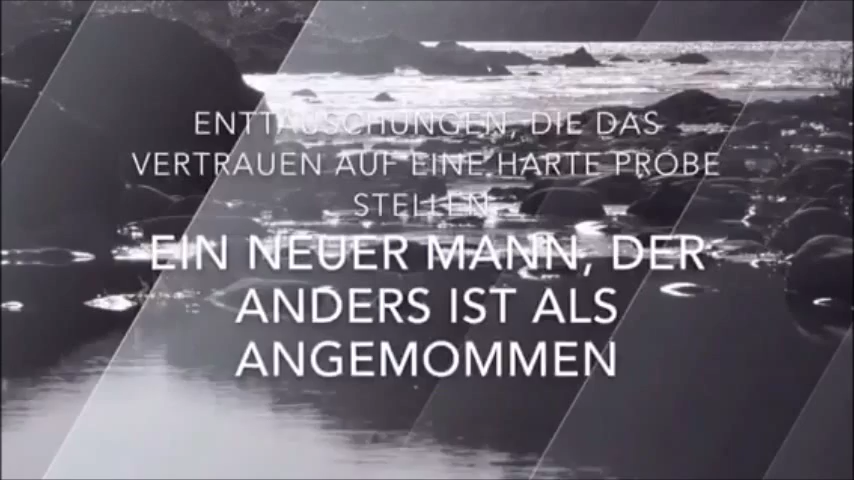 ENTTÄUSCHUNGEN, DIE DAS
VERTRAUEN AUF EINE HARTE PROBE
STELLEN.
EIN NEUER MANN, DER
ANDERS IST ALS
ANGEMOMMEN